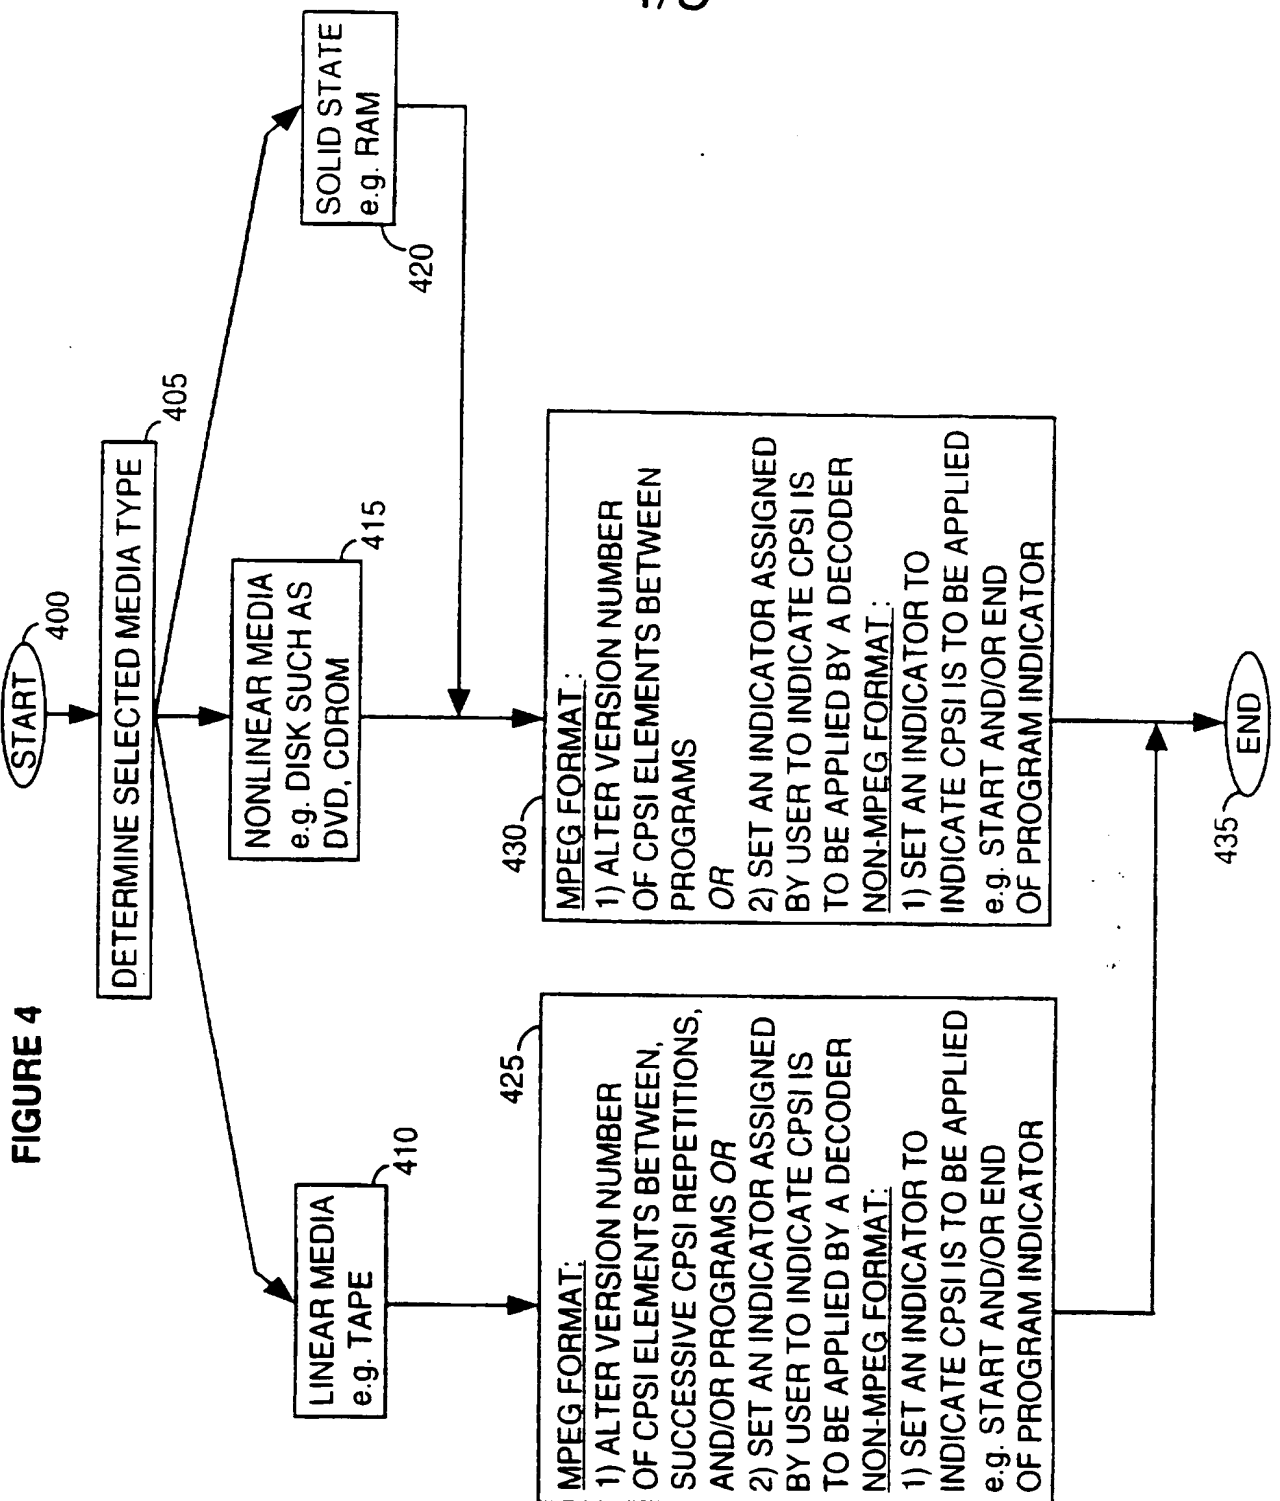 FIGURE 4
START
400
DETERMINE SELECTED MEDIA TYPE
405
LINEAR MEDIA
e.g. TAPE
410
NONLINEAR MEDIA
e.g. DISK SUCH AS
DVD, CDROM
415
SOLID STATE
e.g. RAM
420
425
MPEG FORMAT:
1) ALTER VERSION NUMBER
OF CPSI ELEMENTS BETWEEN,
SUCCESSIVE CPSI REPETITIONS,
AND/OR PROGRAMS OR
2) SET AN INDICATOR ASSIGNED
BY USER TO INDICATE CPSI IS
TO BE APPLIED BY A DECODER
NON-MPEG FORMAT:
1) SET AN INDICATOR TO
INDICATE CPSI IS TO BE APPLIED
e.g. START AND/OR END
OF PROGRAM INDICATOR
430
MPEG FORMAT :
1) ALTER VERSION NUMBER
OF CPSI ELEMENTS BETWEEN
PROGRAMS
OR
2) SET AN INDICATOR ASSIGNED
BY USER TO INDICATE CPSI IS
TO BE APPLIED BY A DECODER
NON-MPEG FORMAT :
1) SET AN INDICATOR TO
INDICATE CPSI IS TO BE APPLIED
e.g. START AND/OR END
OF PROGRAM INDICATOR
435
END